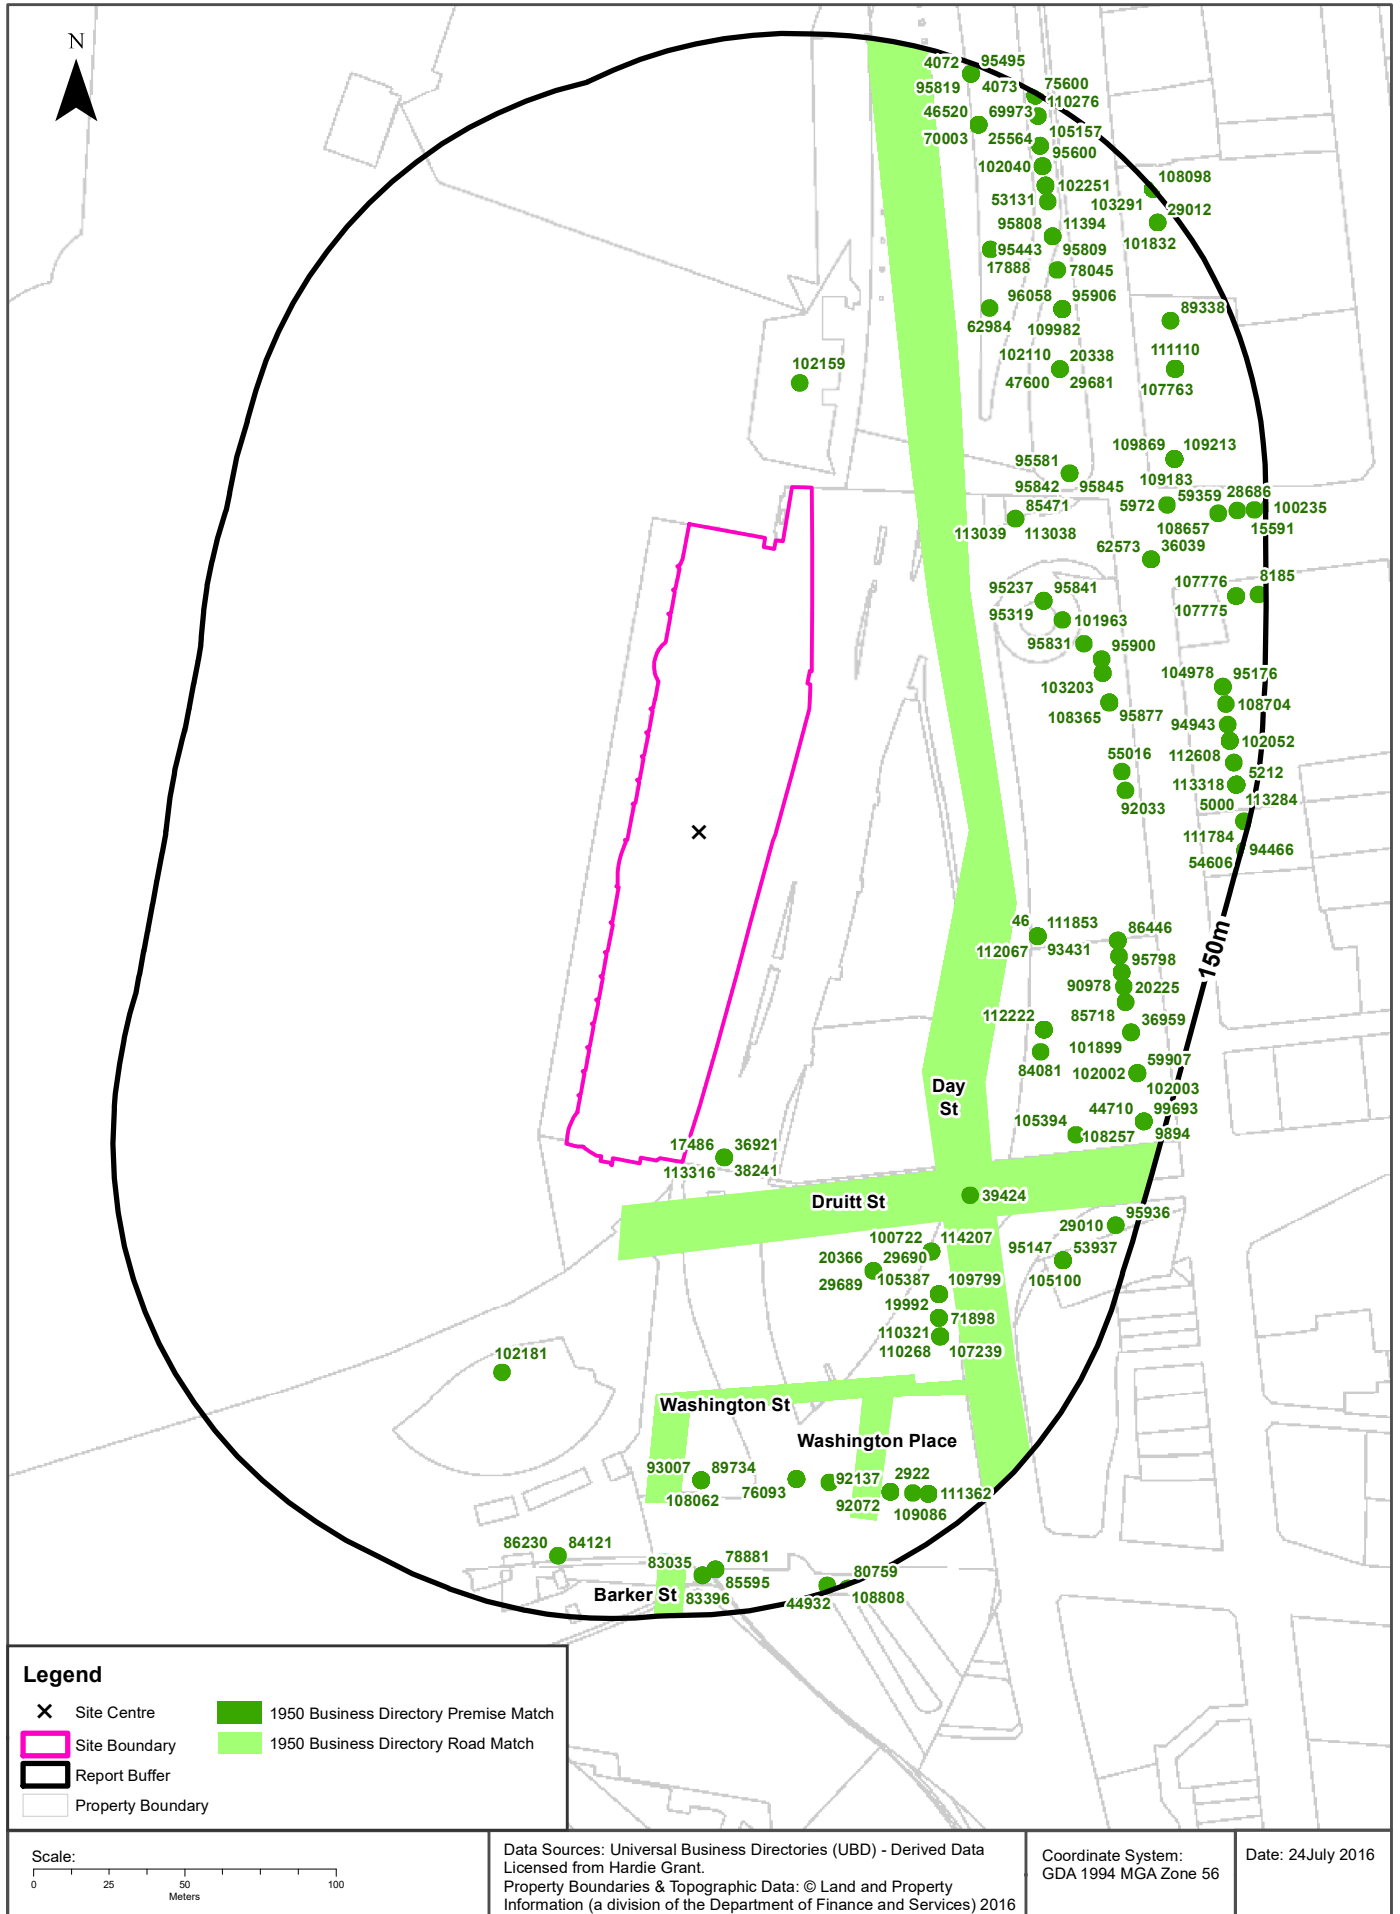 N
4072 95495
95819 4073 75600
46520 69973 110276
70003 25564 105157
95600
102040
102251 108098
53131 103291
95808 11394 29012
101832
95443 95809
17888 78045
96058 95906
62984 109982
89338
102159
102110 20338 111110
47600 29681 107763
109869 109213
95581 109183
95842 95845
85471 5972 59359 28686 100235
113039 113038 108657 15591
62573 36039
107776 8185
95237 95841 107775
95319 101963
95831 95900
104978 95176
103203 108704
108365 95877
94943
102052
55016 112608
5212
113318
92033 5000 113284
111784
54606 94466
46 111853 86446
112067 93431 95798
150m
90978 20225
85718
112222 36959
101899
84081 59907
102002 102003
Day
St
105394 44710 99693
108257 9894
17486 36921
113316 38241
Druitt St
39424
95936
29010
100722 114207
20366 29690 95147 53937
29689 105387 109799 105100
19992
71898
110321
110268 107239
102181
Washington St
Washington Place
93007 89734
108062 76093 92137 2922
92072 111362
109086
86230 84121
83035 78881
85595 80759
Barker St 83396 44932 108808
Legend
Site Centre
Site Boundary
Report Buffer
Property Boundary
1950 Business Directory Premise Match
1950 Business Directory Road Match
Scale:
0 25 50 100
Meters
Data Sources: Universal Business Directories (UBD) - Derived Data
Licensed from Hardie Grant.
Property Boundaries & Topographic Data: © Land and Property
Information (a division of the Department of Finance and Services) 2016
Coordinate System:
GDA 1994 MGA Zone 56
Date: 24July 2016